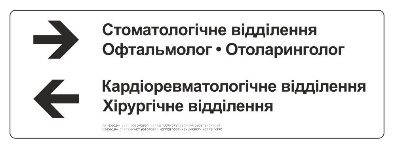 Стоматологічне відділення
Офтальмолог • Отоларинголог
Кардіоревматологічне відділення
Хірургічне відділення